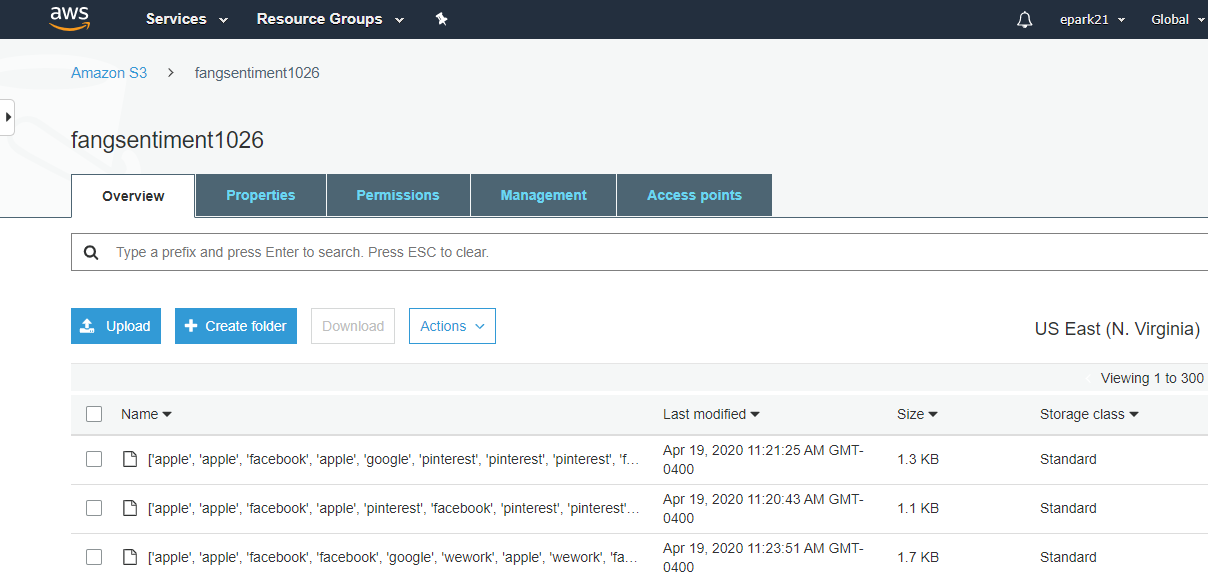 aws Services Resource Groups epark21 Global
Amazon S3 > fangsentiment1026
fangsentiment1026
Overview Properties Permissions Management Access points
Type a prefix and press Enter to search. Press ESC to clear.
Upload Create folder Download Actions
US East (N. Virginia)
Viewing 1 to 300
Name Last modified Size Storage class
['apple', 'apple', 'facebook', 'apple', 'google', 'pinterest', 'pinterest', 'pinterest', 'f... Apr 19, 2020 11:21:25 AM GMT- 1.3 KB Standard
0400
['apple', 'apple', 'facebook', 'apple', 'pinterest', 'facebook', 'pinterest', 'pinterest'... Apr 19, 2020 11:20:43 AM GMT- 1.1 KB Standard
0400
['apple', 'apple', 'facebook', 'facebook', 'google', 'wework', 'apple', 'wework', 'fa... Apr 19, 2020 11:23:51 AM GMT- 1.7 KB Standard
0400